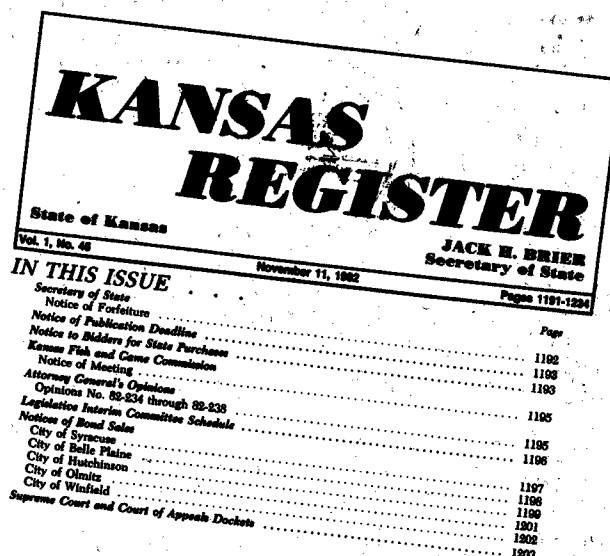 KANSAS
REGISTER
State of Kansas
JACK H. BRIER
Secretary of State
Vol. 1, No. 45 November 11, 1982 Pages 1191-1234
IN THIS ISSUE . . . Page
Secretary of State
Notice of Forfeiture .......... 1192
Notice of Publication Deadline .......... 1193
Notice to Bidders for State Purchases .......... 1193
Kansas Fish and Game Commission
Notice of Meeting .......... 1195
Attorney General's Opinions
Opinions No. 82-234 through 82-238 .......... 1195
Legislative Interim Committee Schedule .......... 1196
Notices of Bond Sales
City of Syracuse .......... 1197
City of Belle Plaine .......... 1198
City of Hutchinson .......... 1199
City of Olmitz .......... 1201
City of Winfield .......... 1202
Supreme Court and Court of Appeals Dockets .......... 1203